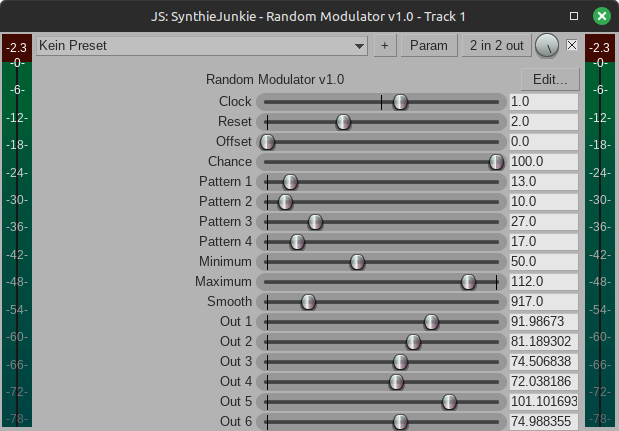 JS: SynthieJunkie - Random Modulator v1.0 - Track 1
-2.3 Kein Preset + Param 2 in 2 out -2.3
-0 -0
Random Modulator v1.0 Edit...
-6- -6-
Clock 1.0
-12- Reset 2.0 -12-
-18- Offset 0.0 -18-
Chance 100.0
-24- Pattern 1 13.0 -24-
-30- Pattern 2 10.0 -30-
-36- Pattern 3 27.0 -36-
Pattern 4 17.0
-42- Minimum 50.0 -42-
-48- Maximum 112.0 -48-
Smooth 917.0
-54- Out 1 91.98673 -54-
-60- Out 2 81.189302 -60-
-66- Out 3 74.506838 -66-
Out 4 72.038186
-72- Out 5 101.101693 -72-
-78- Out 6 74.988355 -78-